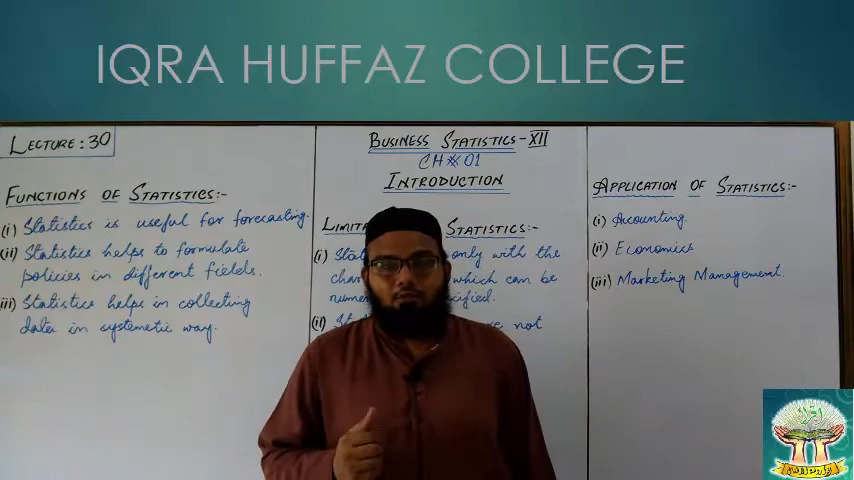 IQRA HUFFAZ COLLEGE
LECTURE: 30
BUSINESS STATISTICS - XII
CH # 01
INTRODUCTION
FUNCTIONS OF STATISTICS:-
(i) Statistics is useful for forecasting.
(ii) Statistics helps to formulate
policies in different fields.
(iii) Statistics helps in collecting
data in systemetic way.
STATISTICS:-
(i) only with the
which can be
(ii) not
APPLICATION OF STATISTICS:-
(i) Accounting.
(ii) Economics
(iii) Marketing Management.